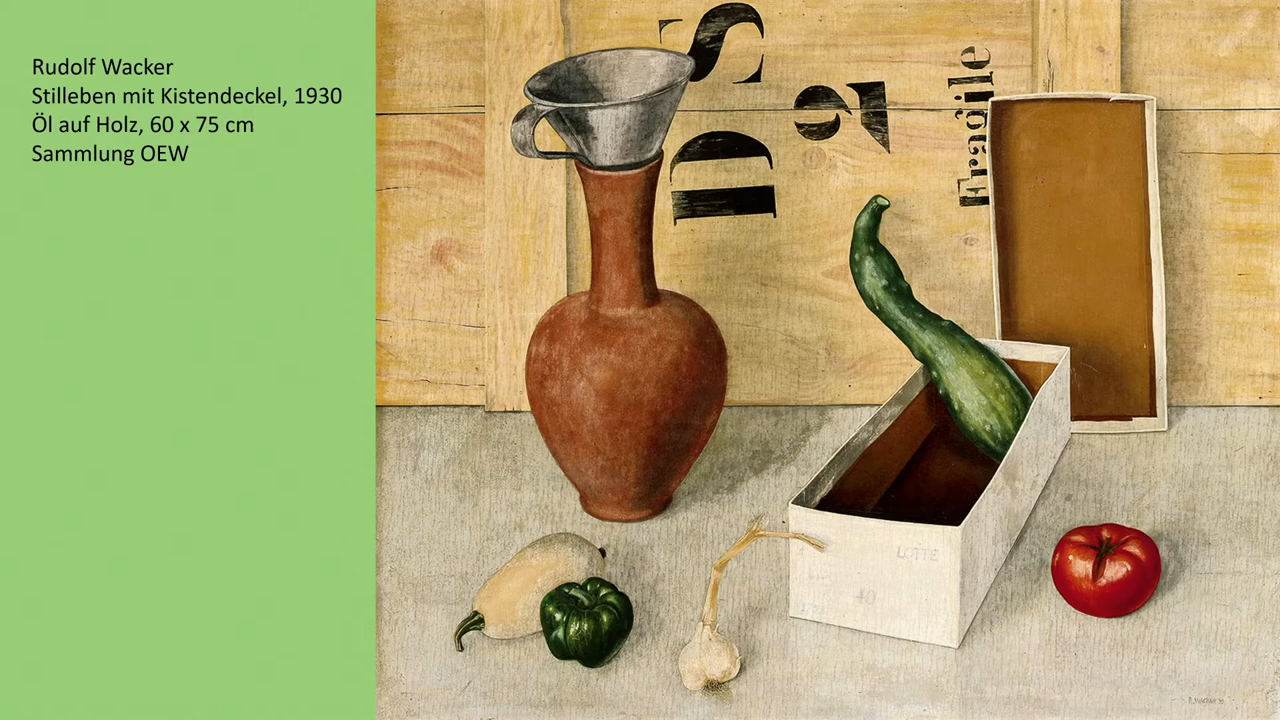 Rudolf Wacker
Stilleben mit Kistendeckel, 1930
Öl auf Holz, 60 x 75 cm
Sammlung OEW
Fragile
LOTTE
40